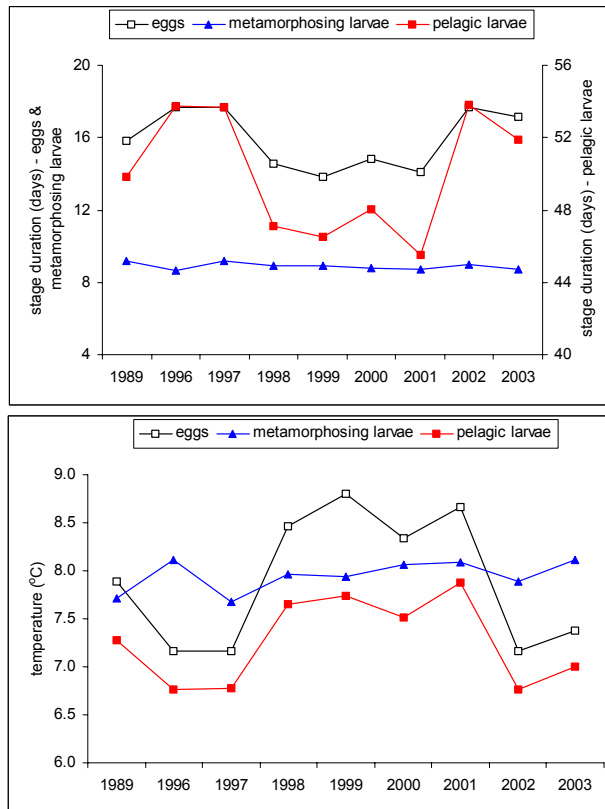 eggs metamorphosing larvae pelagic larvae
20 56
16 52
12 48
8 44
4 40
stage duration (days) - eggs &
metamorphosing larvae
stage duration (days) - pelagic larvae
1989 1996 1997 1998 1999 2000 2001 2002 2003
eggs metamorphosing larvae pelagic larvae
9.0
8.5
8.0
7.5
7.0
6.5
6.0
temperature (⁰C)
1989 1996 1997 1998 1999 2000 2001 2002 2003